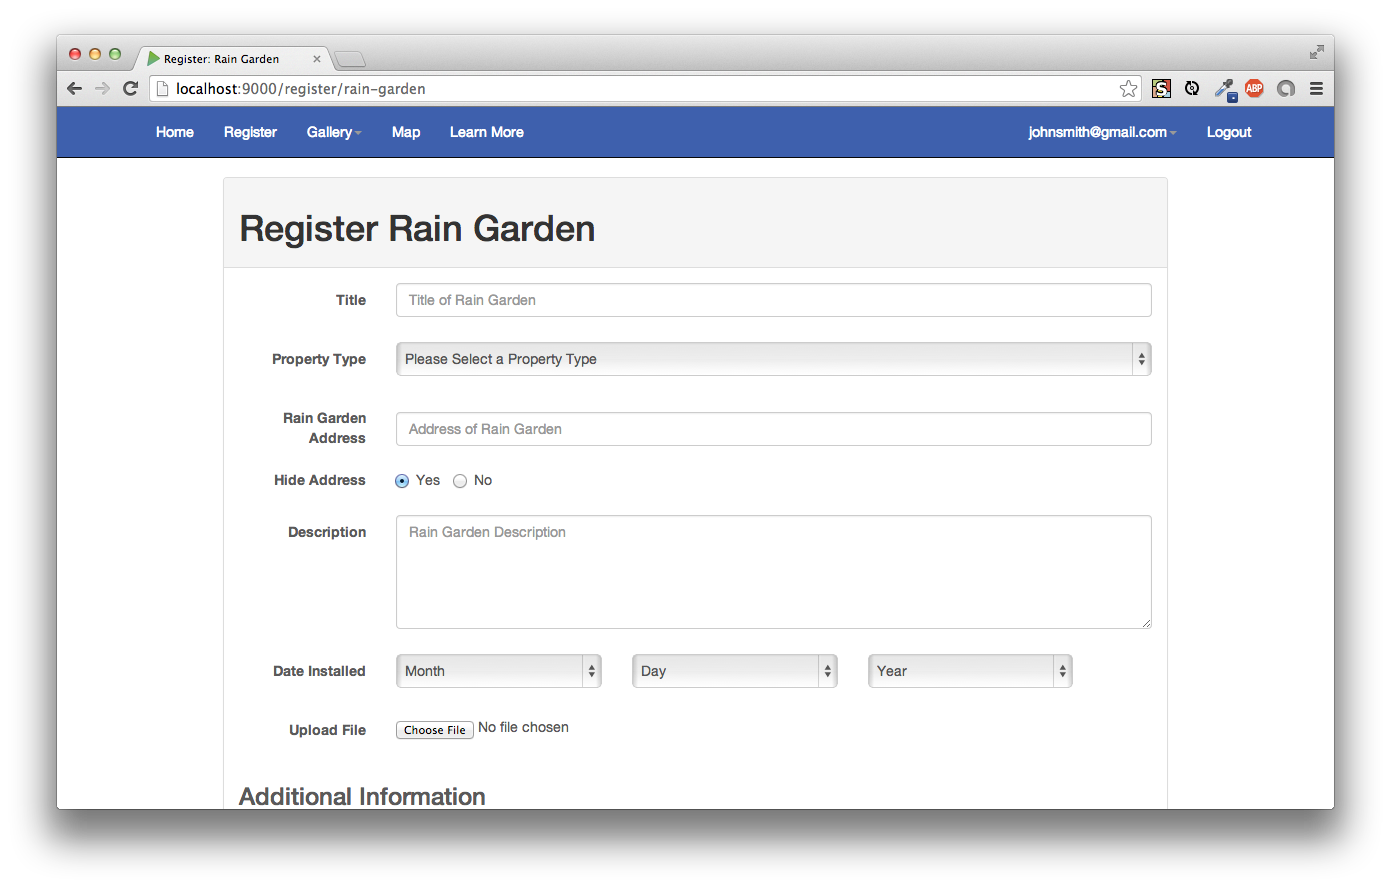 Register: Rain Garden
localhost:9000/register/rain-garden
ABP
Home Register Gallery Map Learn More johnsmith@gmail.com Logout
Register Rain Garden
Title Title of Rain Garden
Property Type Please Select a Property Type
Rain Garden
Address
Address of Rain Garden
Hide Address Yes No
Description Rain Garden Description
Date Installed Month Day Year
Upload File Choose File No file chosen
Additional Information